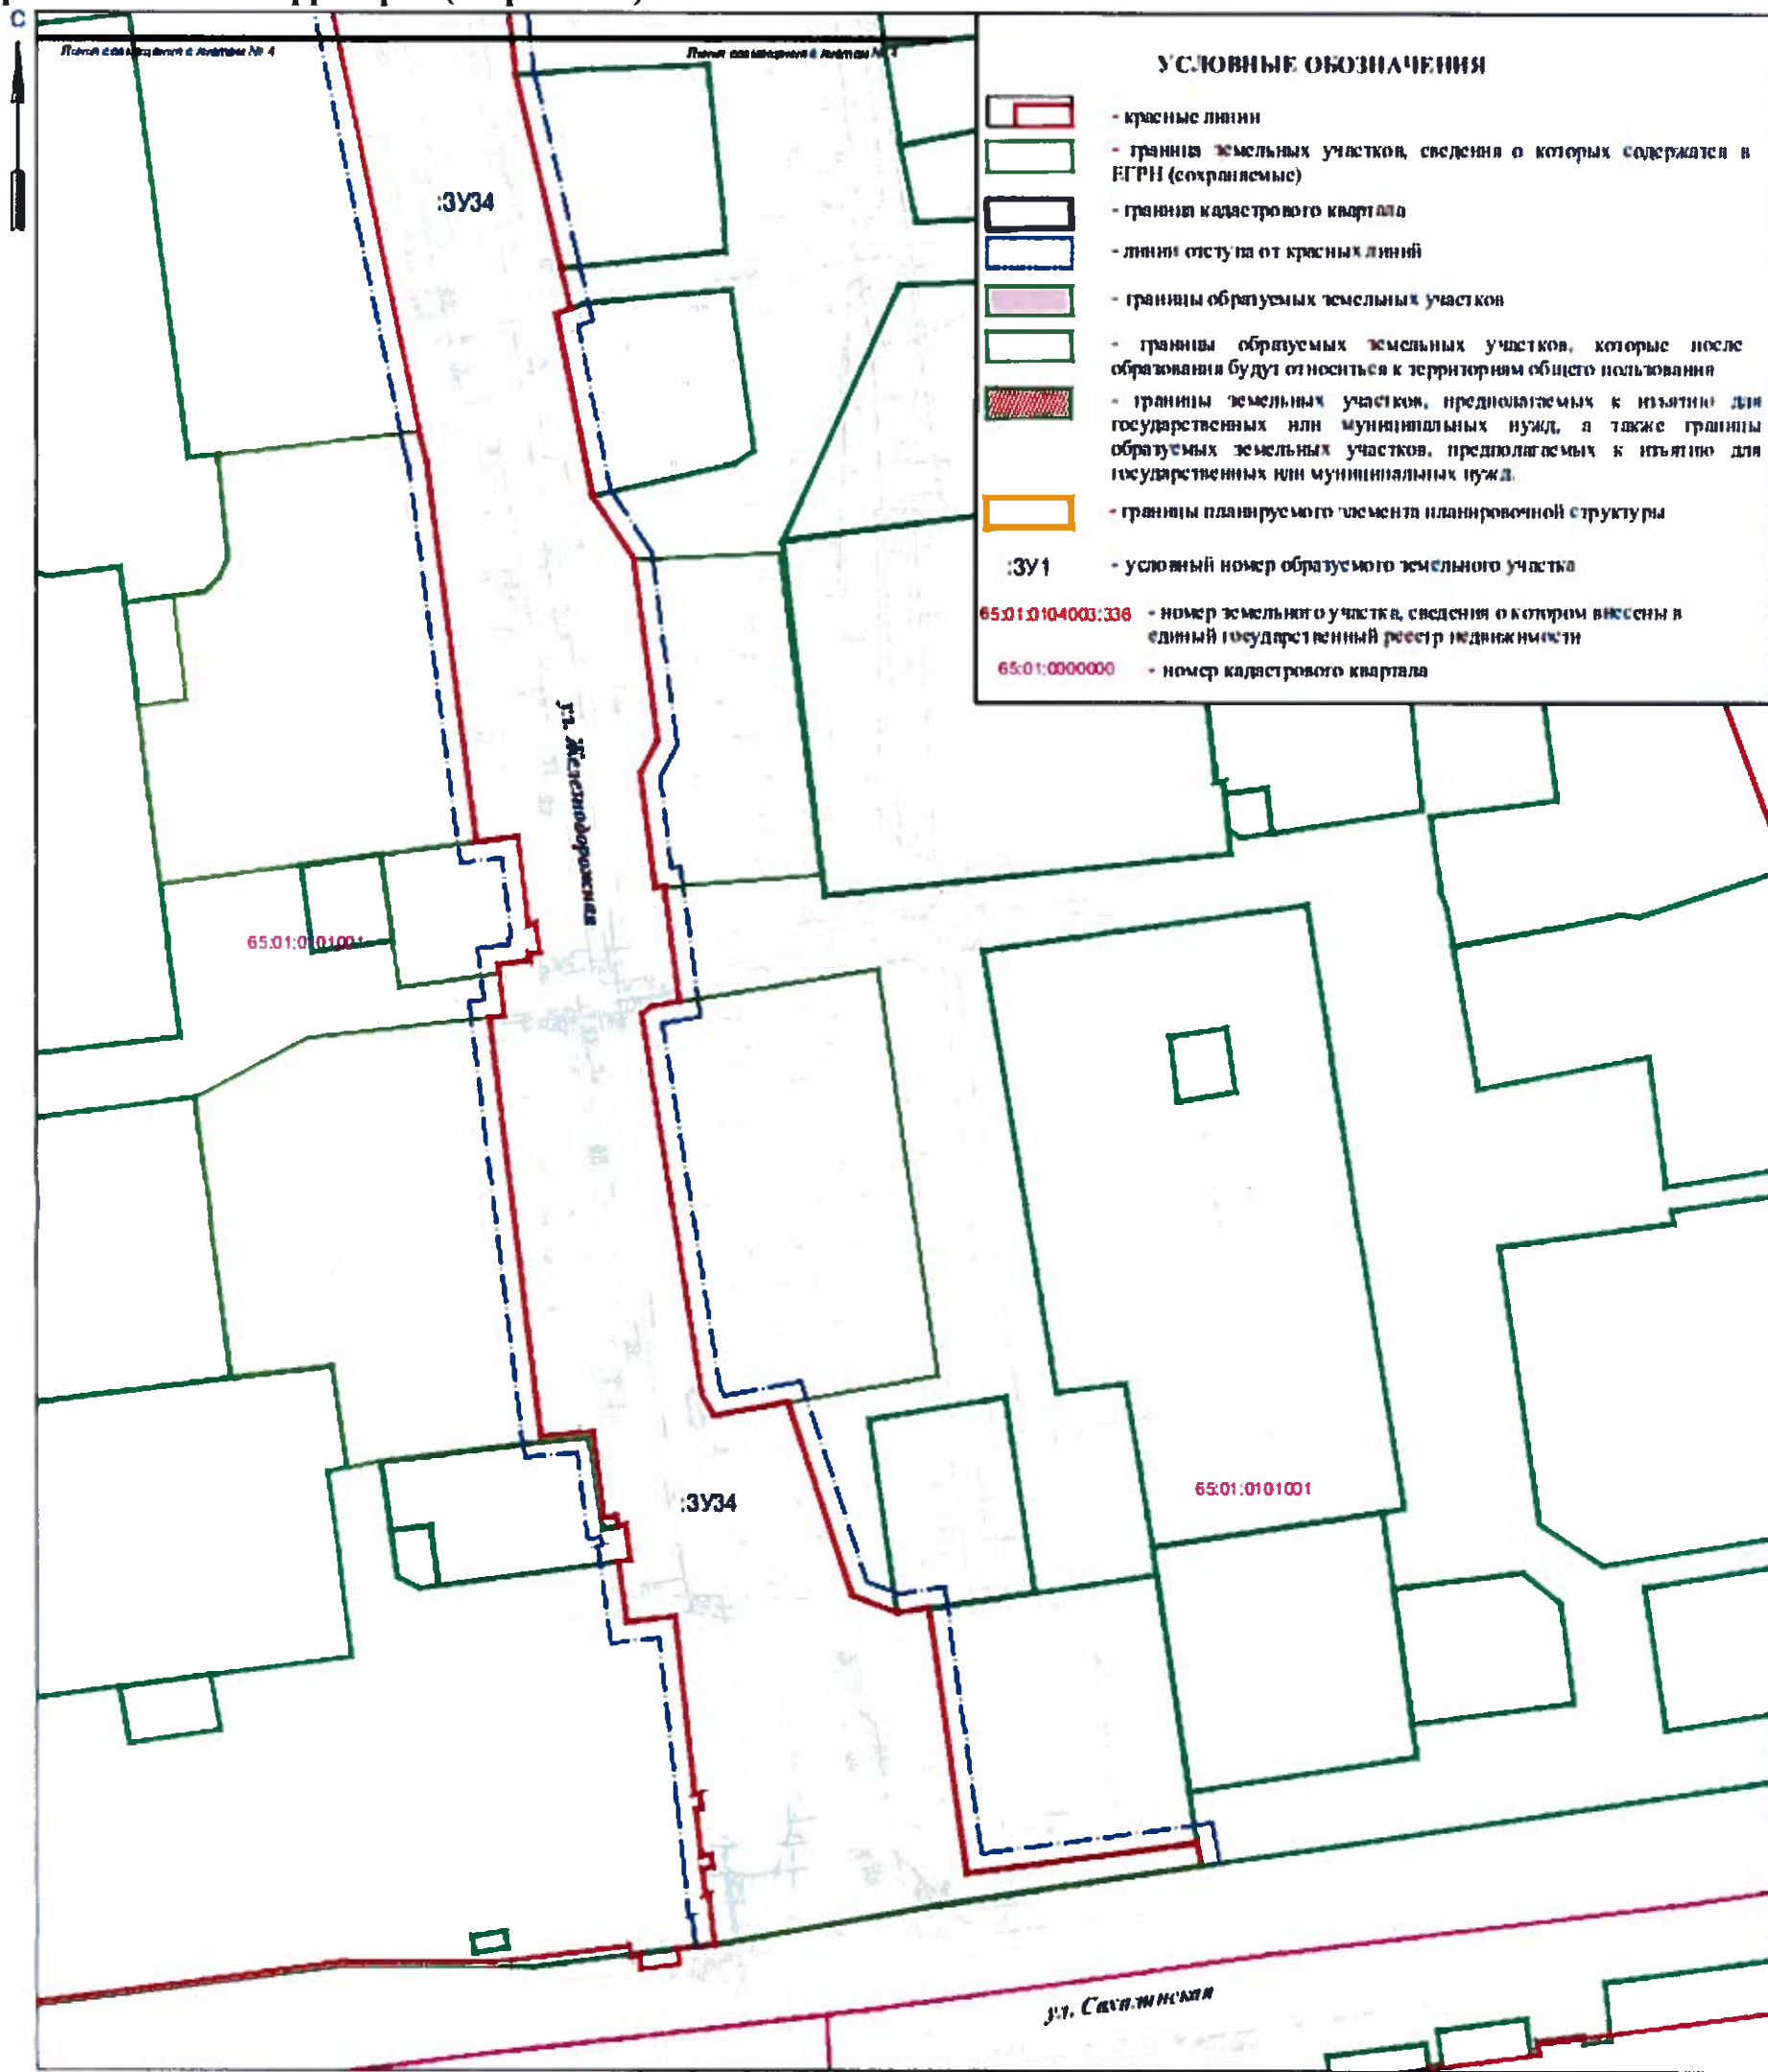 С
Линия совмещения с листом № 4
Линия совмещения с листом №
УСЛОВНЫЕ ОБОЗНАЧЕНИЯ
- красные линии
- граница земельных участков, сведения о которых содержатся в
ЕГРН (сохраняемые)
- граница кадастрового квартала
- линии отступа от красных линий
- границы образуемых земельных участков
- границы образуемых земельных участков, которые после
образования будут относиться к территориям общего пользования
- границы земельных участков, предполагаемых к изъятию для
государственных или муниципальных нужд, а также границы
образуемых земельных участков, предполагаемых к изъятию для
государственных или муниципальных нужд.
- границы планируемого элемента планировочной структуры
:ЗУ1 - условный номер образуемого земельного участка
65:01:0104003:336 - номер земельного участка, сведения о котором внесены в
единый государственный реестр недвижимости
65:01:0000000 - номер кадастрового квартала
:ЗУ34
ул. Железнодорожная
65:01:0101001
:ЗУ34
65:01:0101001
ул. Сахалинская